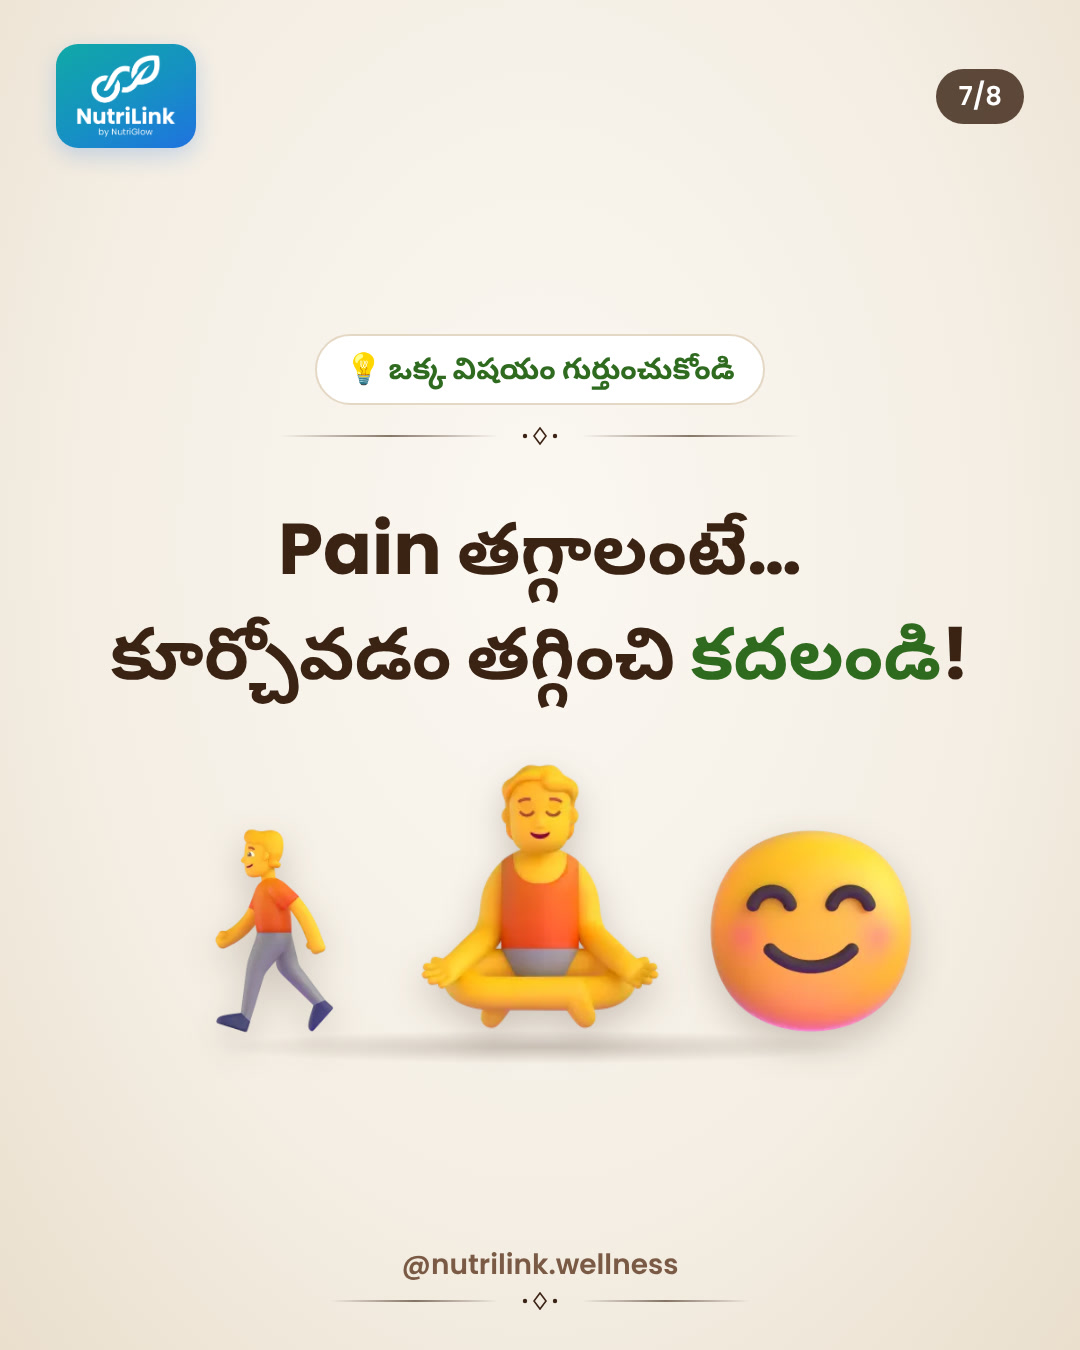 NutriLink
by NutriGlow
7/8
💡 ఒక్క విషయం గుర్తుంచుకోండి
Pain తగ్గాలంటే...
కూర్చోవడం తగ్గించి కదలండి!
@nutrilink.wellness